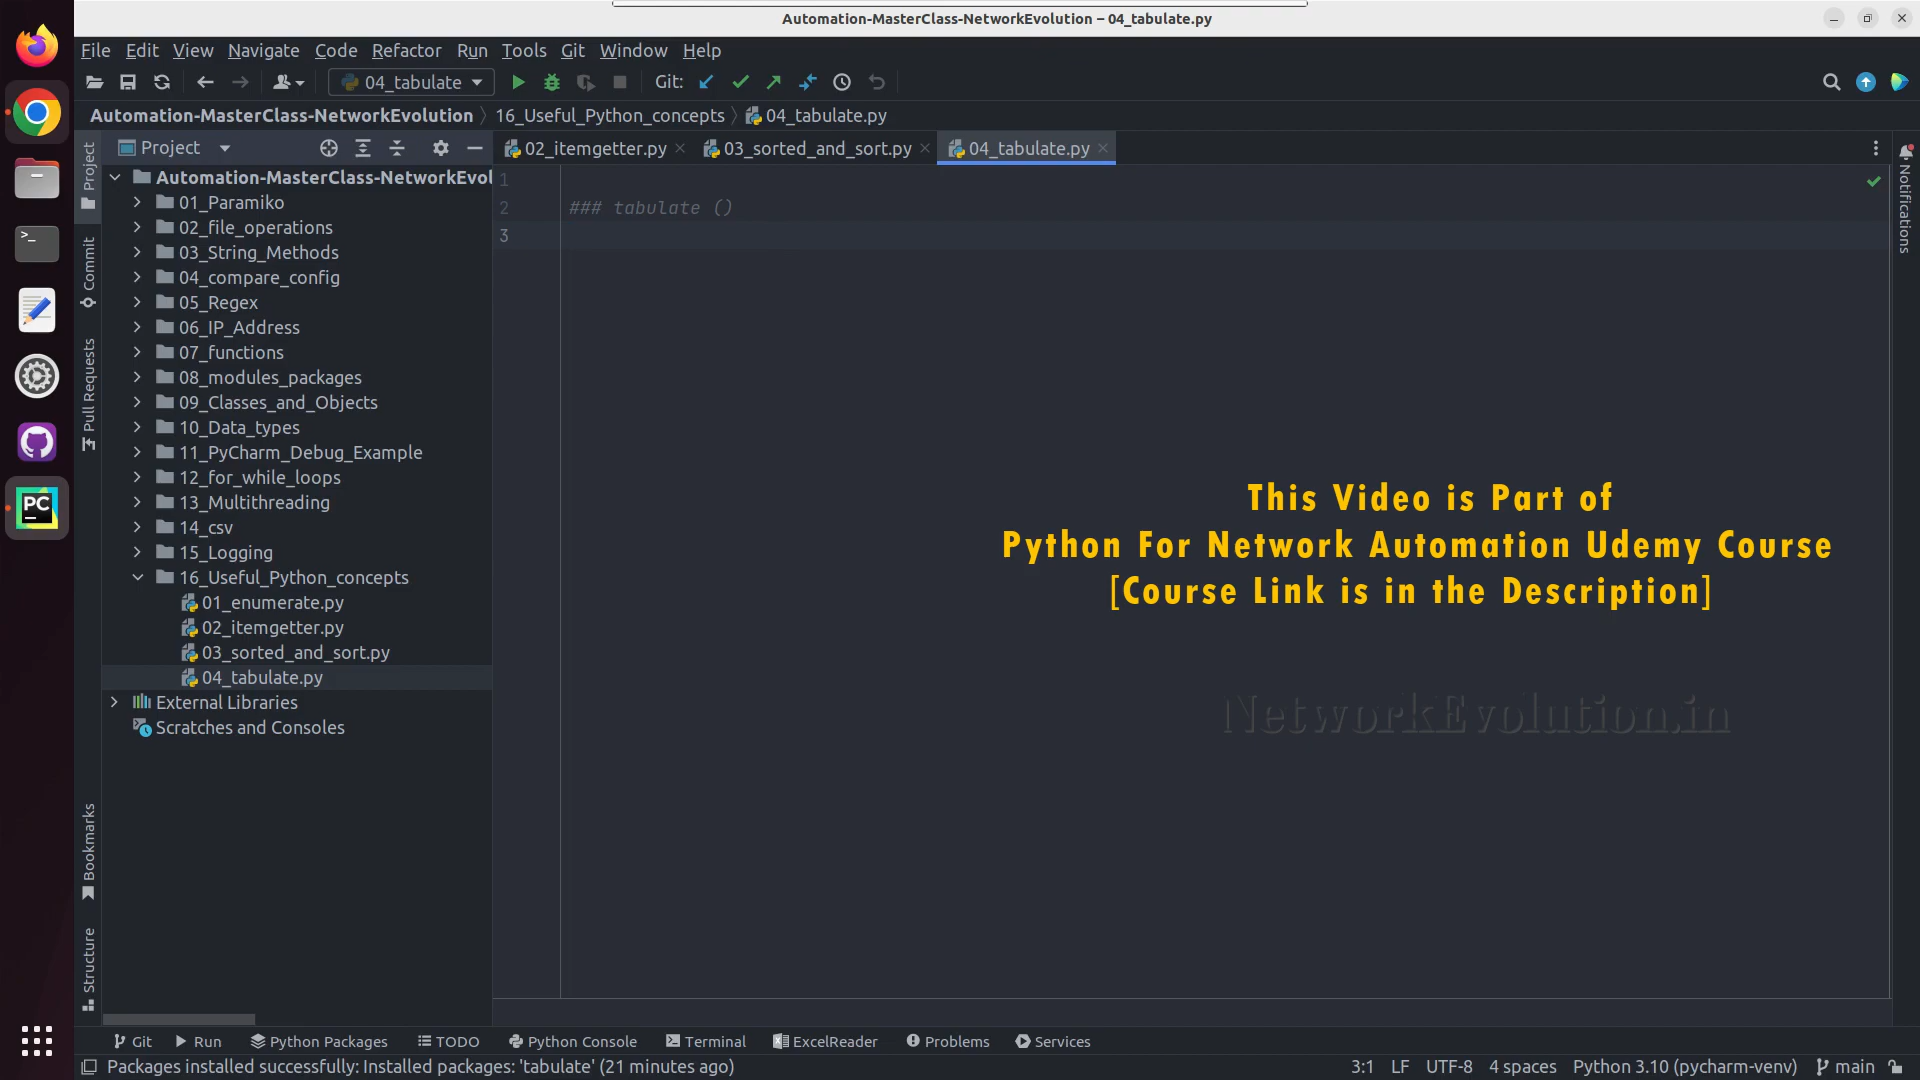 Automation-MasterClass-NetworkEvolution – 04_tabulate.py
File Edit View Navigate Code Refactor Run Tools Git Window Help
04_tabulate Git:
Automation-MasterClass-NetworkEvolution 16_Useful_Python_concepts 04_tabulate.py
Project
02_itemgetter.py 03_sorted_and_sort.py 04_tabulate.py
Project
Commit
Pull Requests
Bookmarks
Structure
Notifications
Automation-MasterClass-NetworkEvol
01_Paramiko
02_file_operations
03_String_Methods
04_compare_config
05_Regex
06_IP_Address
07_functions
08_modules_packages
09_Classes_and_Objects
10_Data_types
11_PyCharm_Debug_Example
12_for_while_loops
13_Multithreading
14_csv
15_Logging
16_Useful_Python_concepts
01_enumerate.py
02_itemgetter.py
03_sorted_and_sort.py
04_tabulate.py
External Libraries
Scratches and Consoles
1
2 ### tabulate ()
3
This Video is Part of
Python For Network Automation Udemy Course
[Course Link is in the Description]
NetworkEvolution.in
PC
Git Run Python Packages TODO Python Console Terminal ExcelReader Problems Services
Packages installed successfully: Installed packages: 'tabulate' (21 minutes ago) 3:1 LF UTF-8 4 spaces Python 3.10 (pycharm-venv) main